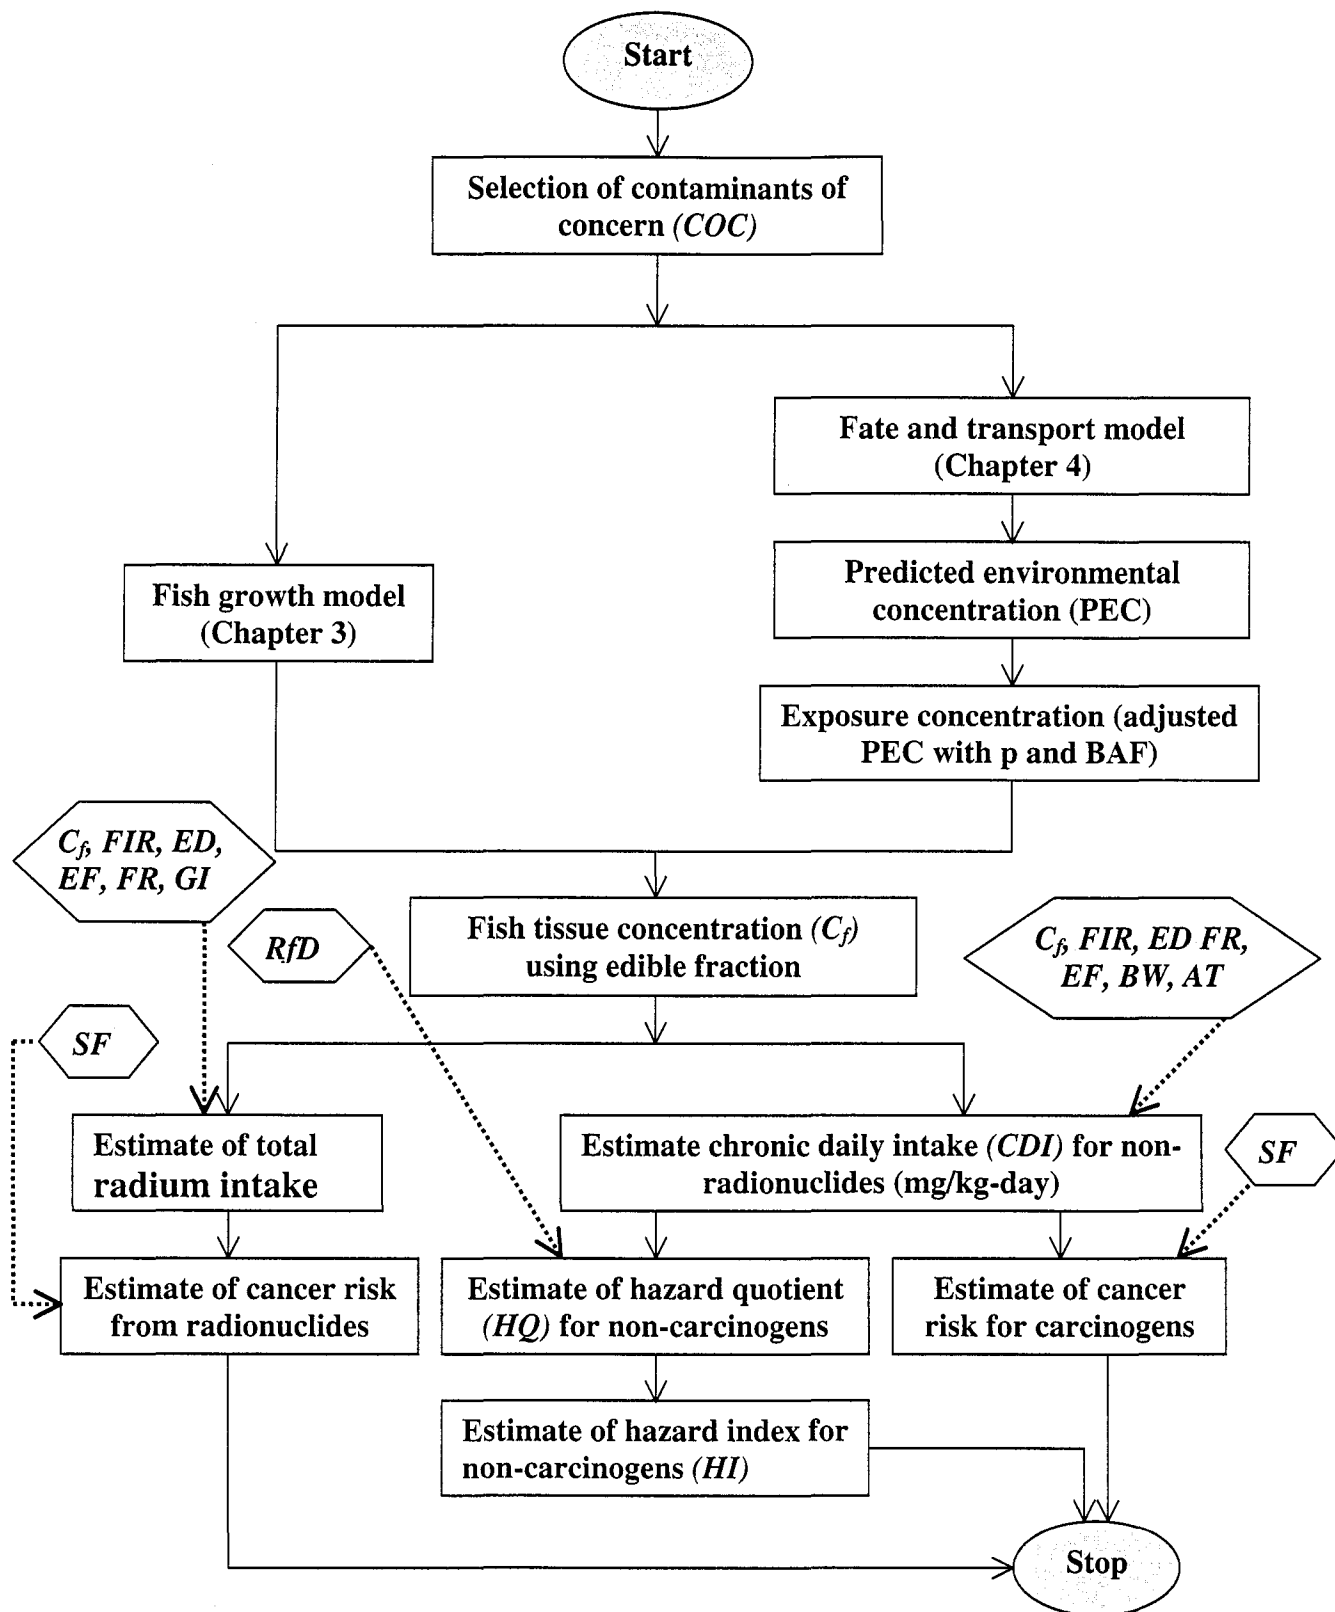 Start
Selection of contaminants of
concern (COC)
Fate and transport model
(Chapter 4)
Predicted environmental
concentration (PEC)
Fish growth model
(Chapter 3)
Exposure concentration (adjusted
PEC with p and BAF)
Cf, FIR, ED,
EF, FR, GI
RfD
Fish tissue concentration (Cf)
using edible fraction
Cf, FIR, ED FR,
EF, BW, AT
SF
Estimate of total
radium intake
Estimate chronic daily intake (CDI) for non-
radionuclides (mg/kg-day)
SF
Estimate of cancer risk
from radionuclides
Estimate of hazard quotient
(HQ) for non-carcinogens
Estimate of cancer
risk for carcinogens
Estimate of hazard index for
non-carcinogens (HI)
Stop